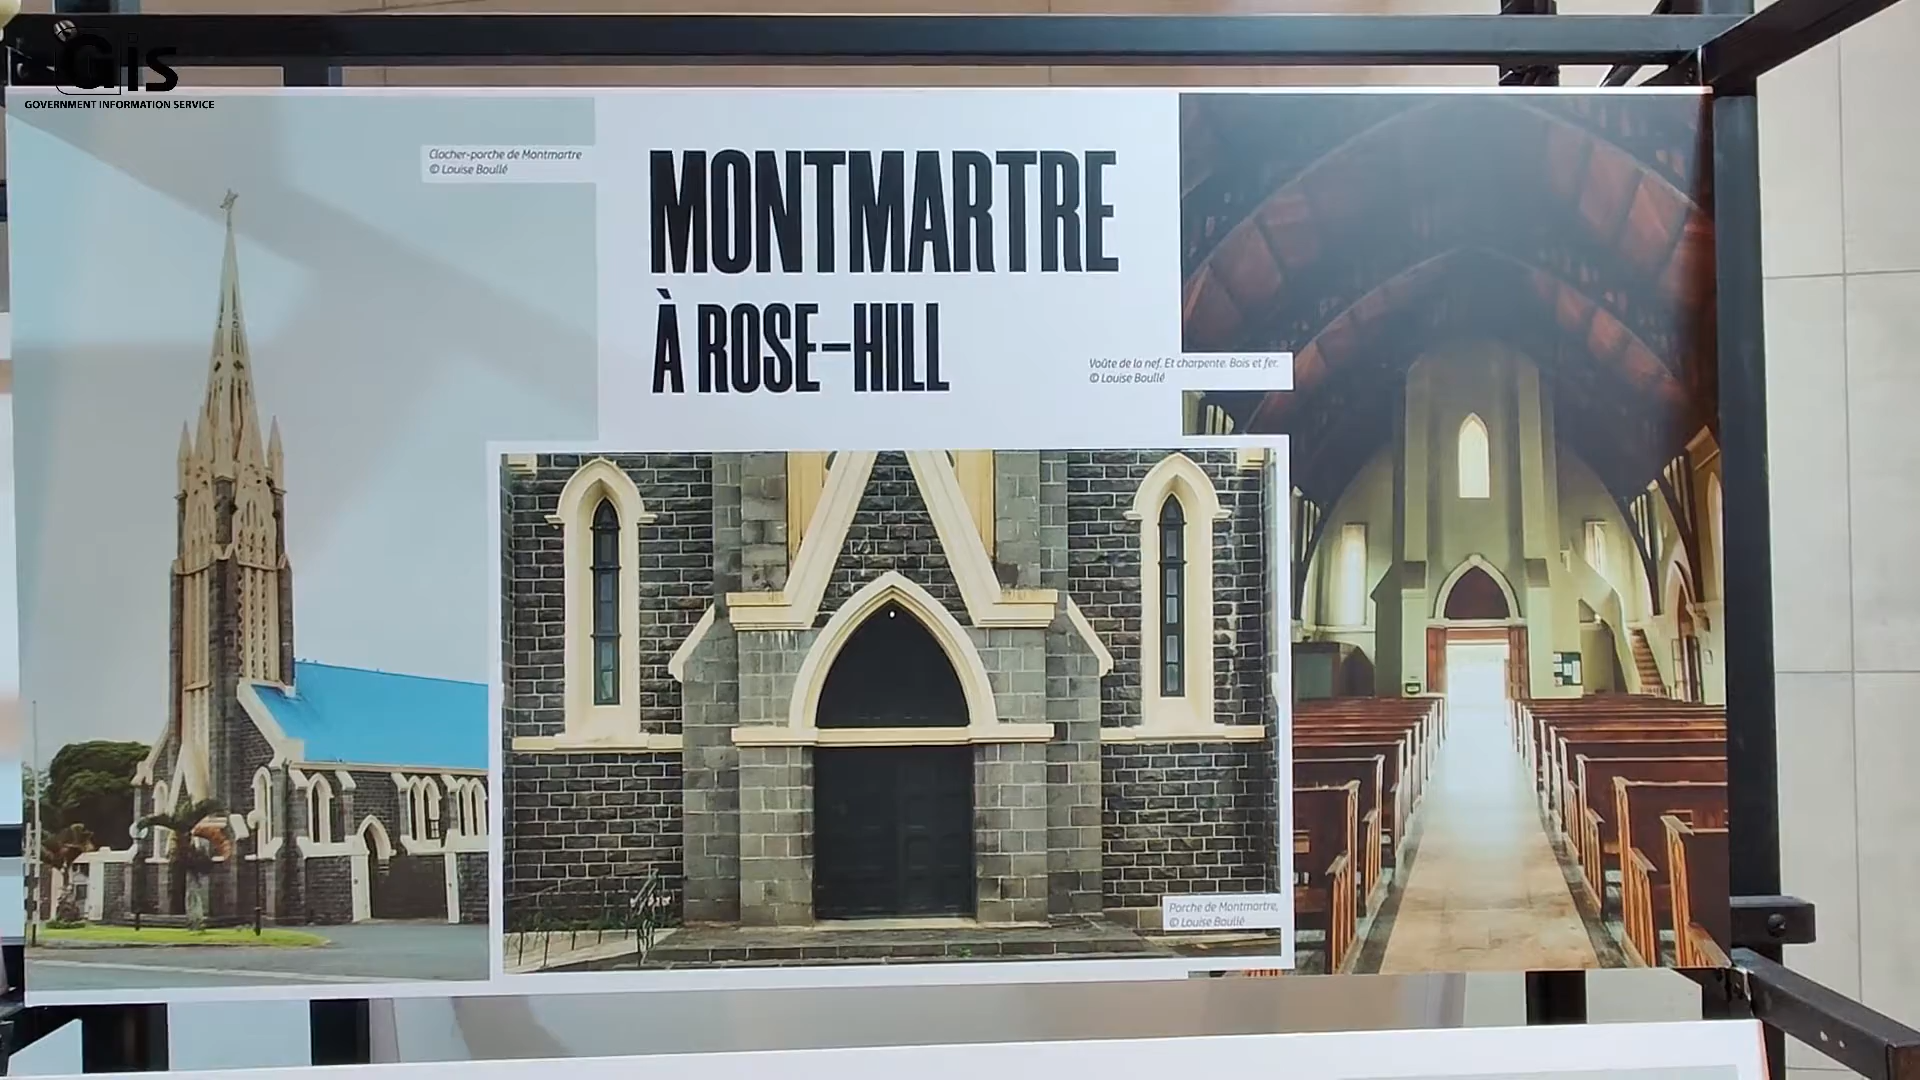 Gis
GOVERNMENT INFORMATION SERVICE
Clocher-porche de Montmartre
© Louise Boullé
MONTMARTRE
À ROSE-HILL
Voûte de la nef. Et charpente. Bois et fer.
© Louise Boullé
Porche de Montmartre,
© Louise Boullé